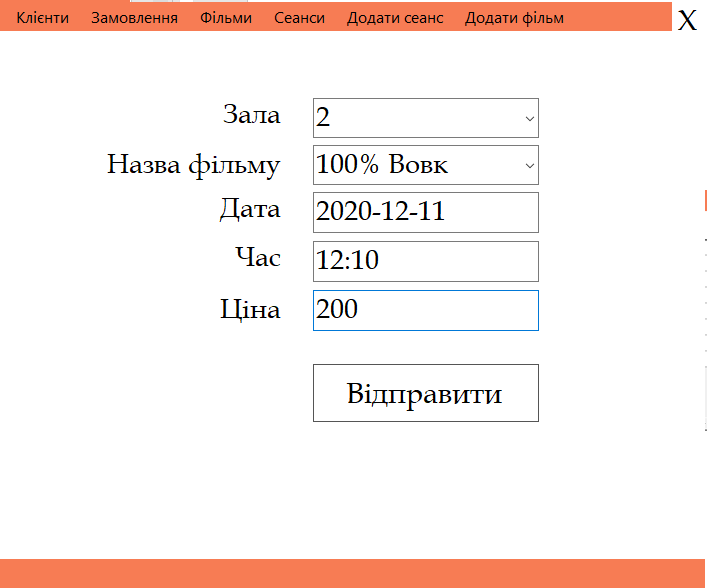 Клієнти Замовлення Фільми Сеанси Додати сеанс Додати фільм X
Зала 2
Назва фільму 100% Вовк
Дата 2020-12-11
Час 12:10
Ціна 200
Відправити